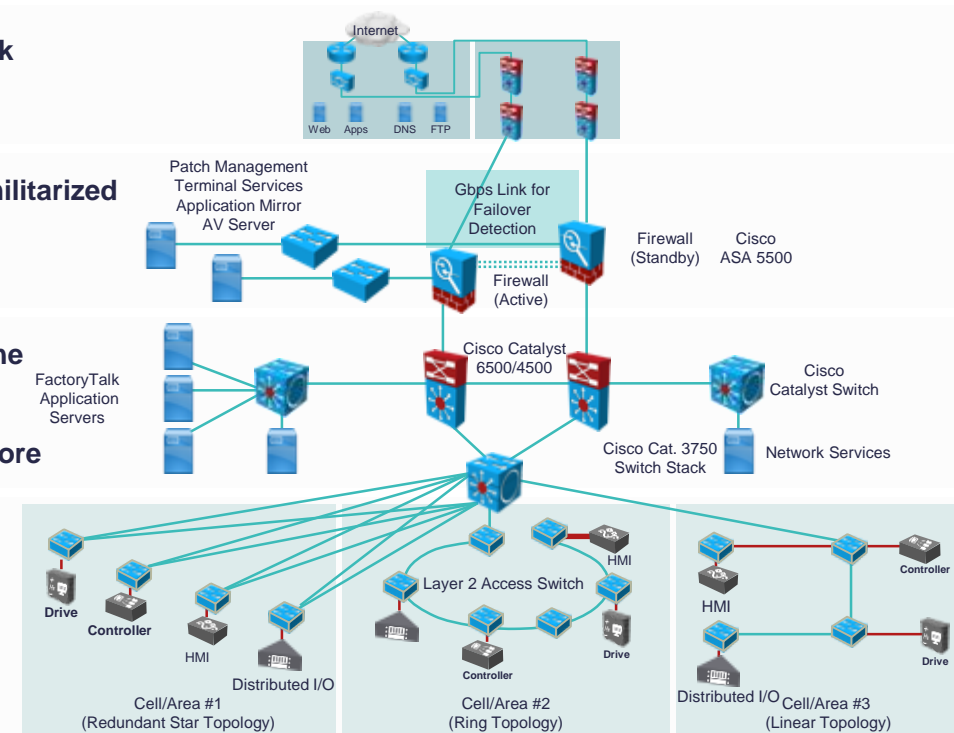 k
Internet
Web
Apps
DNS
FTP
militarized
Patch Management
Terminal Services
Application Mirror
AV Server
Gbps Link for
Failover
Detection
Firewall
(Standby)
Cisco
ASA 5500
Firewall
(Active)
ne
FactoryTalk
Application
Servers
Cisco Catalyst
6500/4500
Cisco
Catalyst Switch
ore
Cisco Cat. 3750
Switch Stack
Network Services
Drive
Controller
HMI
Distributed I/O
Cell/Area #1
(Redundant Star Topology)
HMI
Layer 2 Access Switch
Controller
Drive
Cell/Area #2
(Ring Topology)
Controller
HMI
Drive
Distributed I/O
Cell/Area #3
(Linear Topology)